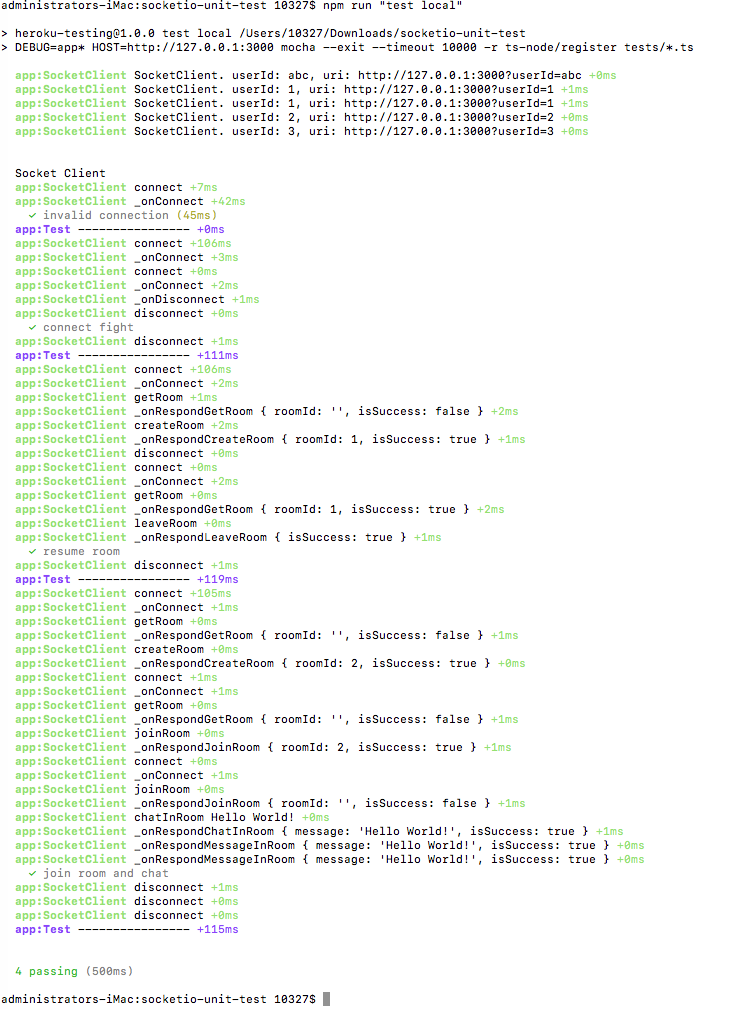 administrators-iMac:socketio-unit-test 10327$ npm run "test local"
> heroku-testing@1.0.0 test local /Users/10327/Downloads/socketio-unit-test
> DEBUG=app* HOST=http://127.0.0.1:3000 mocha --exit --timeout 10000 -r ts-node/register tests/*.ts
app:SocketClient SocketClient. userId: abc, uri: http://127.0.0.1:3000?userId=abc +0ms
app:SocketClient SocketClient. userId: 1, uri: http://127.0.0.1:3000?userId=1 +1ms
app:SocketClient SocketClient. userId: 1, uri: http://127.0.0.1:3000?userId=1 +1ms
app:SocketClient SocketClient. userId: 2, uri: http://127.0.0.1:3000?userId=2 +0ms
app:SocketClient SocketClient. userId: 3, uri: http://127.0.0.1:3000?userId=3 +0ms
Socket Client
app:SocketClient connect +7ms
app:SocketClient _onConnect +42ms
✓ invalid connection (45ms)
app:Test ---------------- +0ms
app:SocketClient connect +106ms
app:SocketClient _onConnect +3ms
app:SocketClient connect +0ms
app:SocketClient _onConnect +2ms
app:SocketClient _onDisconnect +1ms
app:SocketClient disconnect +0ms
✓ connect fight
app:SocketClient disconnect +1ms
app:Test ---------------- +111ms
app:SocketClient connect +106ms
app:SocketClient _onConnect +2ms
app:SocketClient getRoom +1ms
app:SocketClient _onRespondGetRoom { roomId: '', isSuccess: false } +2ms
app:SocketClient createRoom +2ms
app:SocketClient _onRespondCreateRoom { roomId: 1, isSuccess: true } +1ms
app:SocketClient disconnect +0ms
app:SocketClient connect +0ms
app:SocketClient _onConnect +2ms
app:SocketClient getRoom +0ms
app:SocketClient _onRespondGetRoom { roomId: 1, isSuccess: true } +2ms
app:SocketClient leaveRoom +0ms
app:SocketClient _onRespondLeaveRoom { isSuccess: true } +1ms
✓ resume room
app:SocketClient disconnect +1ms
app:Test ---------------- +119ms
app:SocketClient connect +105ms
app:SocketClient _onConnect +1ms
app:SocketClient getRoom +0ms
app:SocketClient _onRespondGetRoom { roomId: '', isSuccess: false } +1ms
app:SocketClient createRoom +0ms
app:SocketClient _onRespondCreateRoom { roomId: 2, isSuccess: true } +0ms
app:SocketClient connect +1ms
app:SocketClient _onConnect +1ms
app:SocketClient getRoom +0ms
app:SocketClient _onRespondGetRoom { roomId: '', isSuccess: false } +1ms
app:SocketClient joinRoom +0ms
app:SocketClient _onRespondJoinRoom { roomId: 2, isSuccess: true } +1ms
app:SocketClient connect +0ms
app:SocketClient _onConnect +1ms
app:SocketClient joinRoom +0ms
app:SocketClient _onRespondJoinRoom { roomId: '', isSuccess: false } +1ms
app:SocketClient chatInRoom Hello World! +0ms
app:SocketClient _onRespondChatInRoom { message: 'Hello World!', isSuccess: true } +1ms
app:SocketClient _onRespondMessageInRoom { message: 'Hello World!', isSuccess: true } +0ms
app:SocketClient _onRespondMessageInRoom { message: 'Hello World!', isSuccess: true } +0ms
✓ join room and chat
app:SocketClient disconnect +1ms
app:SocketClient disconnect +0ms
app:SocketClient disconnect +0ms
app:Test ---------------- +115ms
4 passing (500ms)
administrators-iMac:socketio-unit-test 10327$